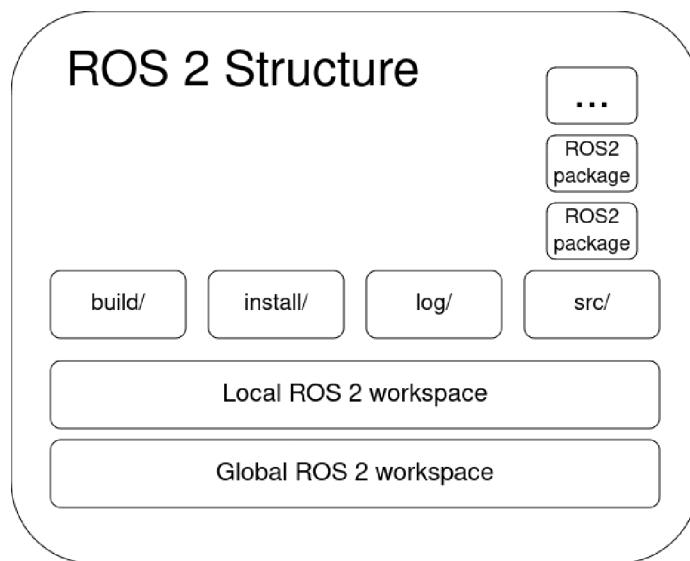 ROS 2 Structure
...
ROS2
package
ROS2
package
build/
install/
log/
src/
Local ROS 2 workspace
Global ROS 2 workspace